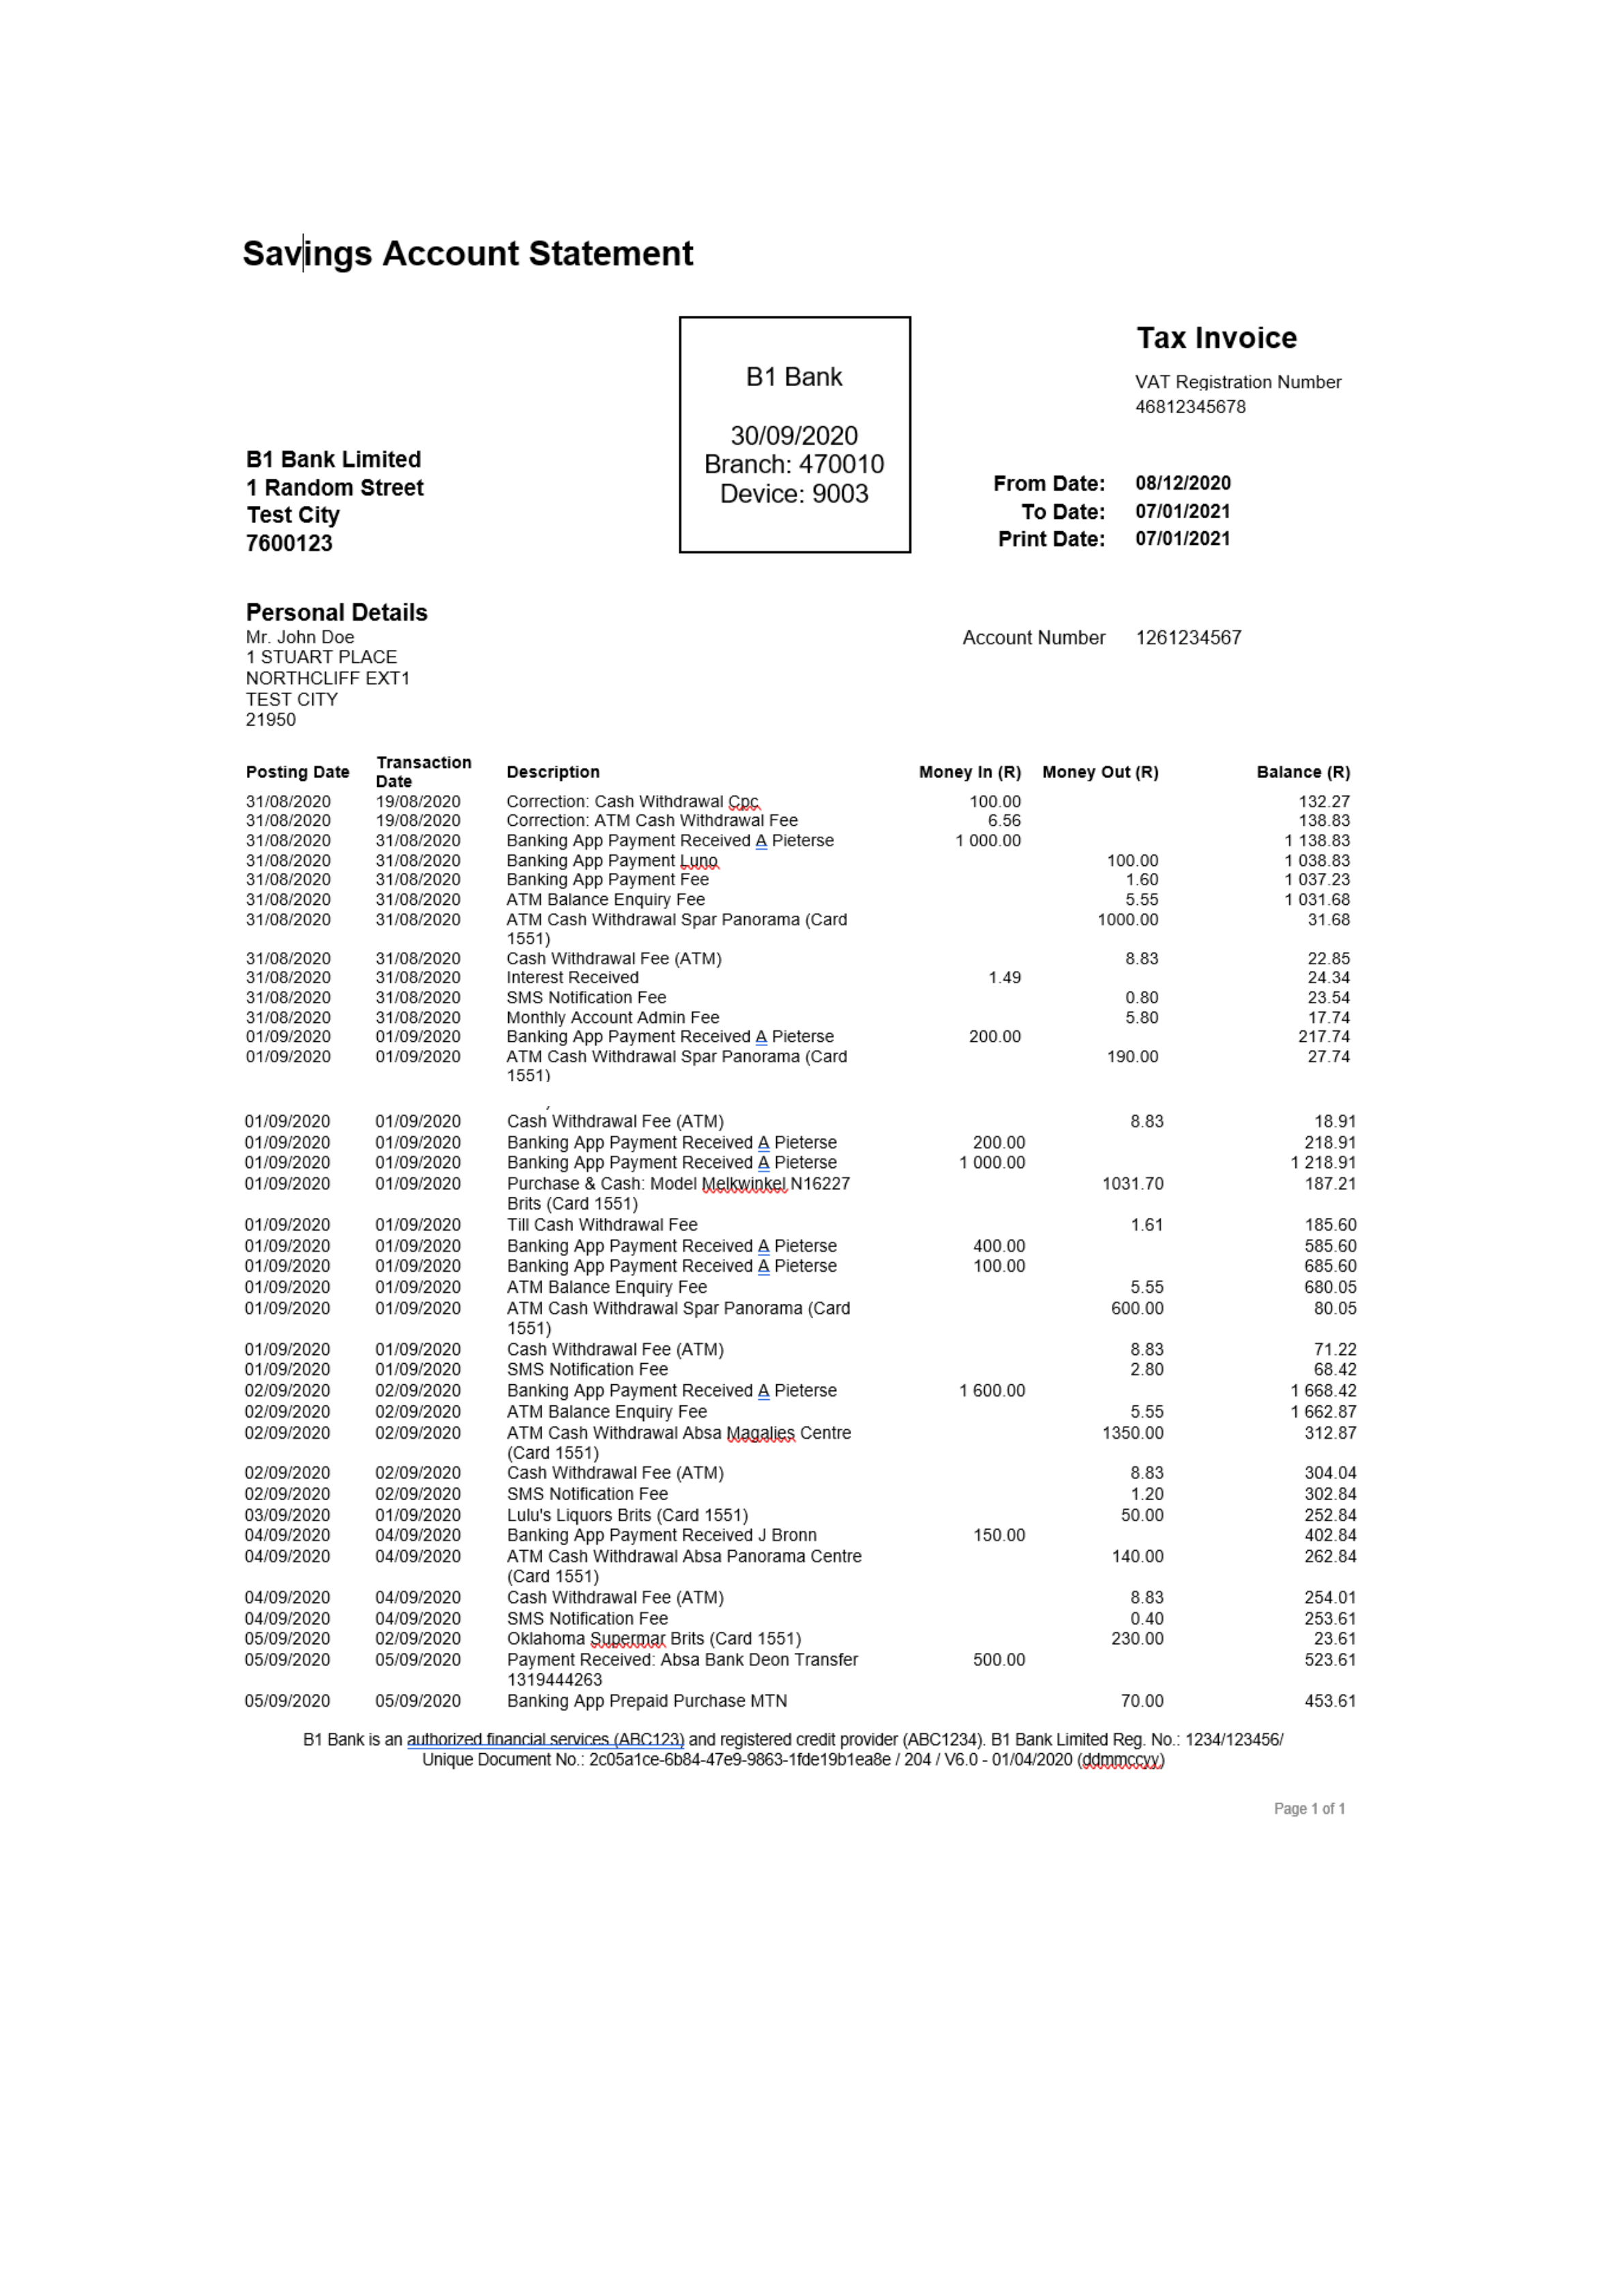 Savings Account Statement
Tax Invoice
VAT Registration Number
46812345678
B1 Bank
30/09/2020
Branch: 470010
Device: 9003
B1 Bank Limited
1 Random Street
Test City
7600123
From Date: 08/12/2020
To Date: 07/01/2021
Print Date: 07/01/2021
Personal Details
Mr. John Doe
1 STUART PLACE
NORTHCLIFF EXT1
TEST CITY
21950
Account Number 1261234567
Posting Date Transaction Date Description Money In (R) Money Out (R) Balance (R)
31/08/2020 19/08/2020 Correction: Cash Withdrawal Cpc 100.00 132.27
31/08/2020 19/08/2020 Correction: ATM Cash Withdrawal Fee 6.56 138.83
31/08/2020 31/08/2020 Banking App Payment Received A Pieterse 1 000.00 1 138.83
31/08/2020 31/08/2020 Banking App Payment Luno 100.00 1 038.83
31/08/2020 31/08/2020 Banking App Payment Fee 1.60 1 037.23
31/08/2020 31/08/2020 ATM Balance Enquiry Fee 5.55 1 031.68
31/08/2020 31/08/2020 ATM Cash Withdrawal Spar Panorama (Card 1000.00 31.68
1551)
31/08/2020 31/08/2020 Cash Withdrawal Fee (ATM) 8.83 22.85
31/08/2020 31/08/2020 Interest Received 1.49 24.34
31/08/2020 31/08/2020 SMS Notification Fee 0.80 23.54
31/08/2020 31/08/2020 Monthly Account Admin Fee 5.80 17.74
01/09/2020 01/09/2020 Banking App Payment Received A Pieterse 200.00 217.74
01/09/2020 01/09/2020 ATM Cash Withdrawal Spar Panorama (Card 190.00 27.74
1551)
01/09/2020 01/09/2020 Cash Withdrawal Fee (ATM) 8.83 18.91
01/09/2020 01/09/2020 Banking App Payment Received A Pieterse 200.00 218.91
01/09/2020 01/09/2020 Banking App Payment Received A Pieterse 1 000.00 1 218.91
01/09/2020 01/09/2020 Purchase & Cash: Model Melkwinkel N16227 1031.70 187.21
Brits (Card 1551)
01/09/2020 01/09/2020 Till Cash Withdrawal Fee 1.61 185.60
01/09/2020 01/09/2020 Banking App Payment Received A Pieterse 400.00 585.60
01/09/2020 01/09/2020 Banking App Payment Received A Pieterse 100.00 685.60
01/09/2020 01/09/2020 ATM Balance Enquiry Fee 5.55 680.05
01/09/2020 01/09/2020 ATM Cash Withdrawal Spar Panorama (Card 600.00 80.05
1551)
01/09/2020 01/09/2020 Cash Withdrawal Fee (ATM) 8.83 71.22
01/09/2020 01/09/2020 SMS Notification Fee 2.80 68.42
02/09/2020 02/09/2020 Banking App Payment Received A Pieterse 1 600.00 1 668.42
02/09/2020 02/09/2020 ATM Balance Enquiry Fee 5.55 1 662.87
02/09/2020 02/09/2020 ATM Cash Withdrawal Absa Magalies Centre 1350.00 312.87
(Card 1551)
02/09/2020 02/09/2020 Cash Withdrawal Fee (ATM) 8.83 304.04
02/09/2020 02/09/2020 SMS Notification Fee 1.20 302.84
03/09/2020 01/09/2020 Lulu's Liquors Brits (Card 1551) 50.00 252.84
04/09/2020 04/09/2020 Banking App Payment Received J Bronn 150.00 402.84
04/09/2020 04/09/2020 ATM Cash Withdrawal Absa Panorama Centre 140.00 262.84
(Card 1551)
04/09/2020 04/09/2020 Cash Withdrawal Fee (ATM) 8.83 254.01
04/09/2020 04/09/2020 SMS Notification Fee 0.40 253.61
05/09/2020 02/09/2020 Oklahoma Supermar Brits (Card 1551) 230.00 23.61
05/09/2020 05/09/2020 Payment Received: Absa Bank Deon Transfer 500.00 523.61
1319444263
05/09/2020 05/09/2020 Banking App Prepaid Purchase MTN 70.00 453.61
B1 Bank is an authorized financial services (ABC123) and registered credit provider (ABC1234). B1 Bank Limited Reg. No.: 1234/123456/
Unique Document No.: 2c05a1ce-6b84-47e9-9863-1fde19b1ea8e / 204 / V6.0 - 01/04/2020 (ddmmccyy)
Page 1 of 1